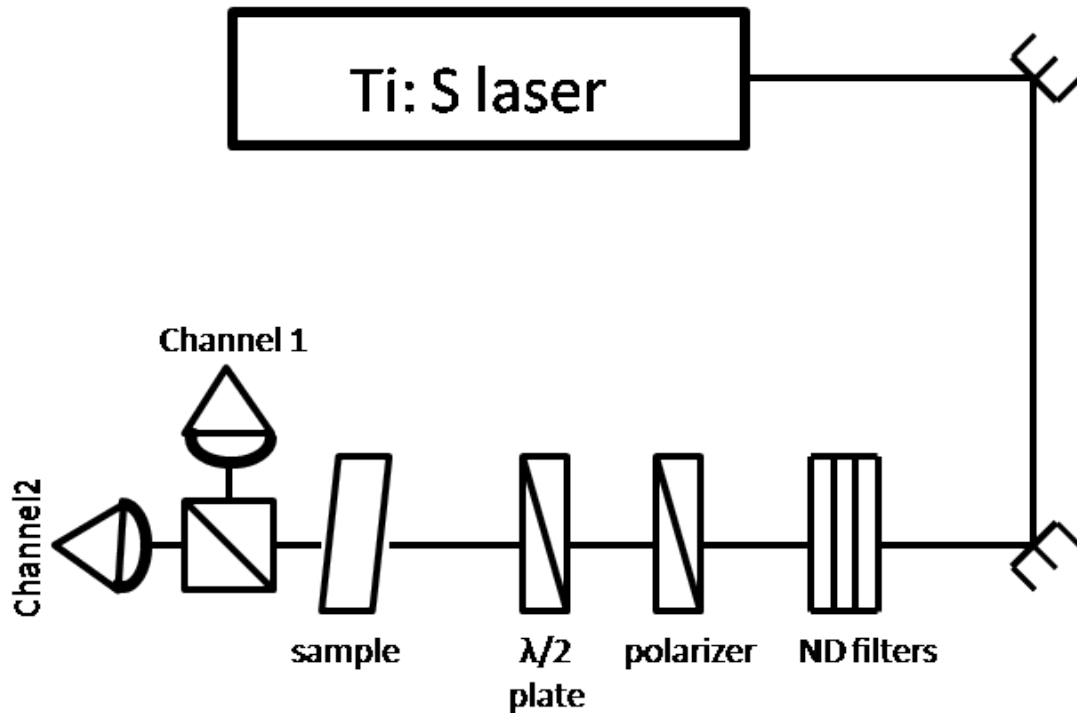 Ti: S laser
Channel 1
Channel2
sample
λ/2
plate
polarizer
ND filters